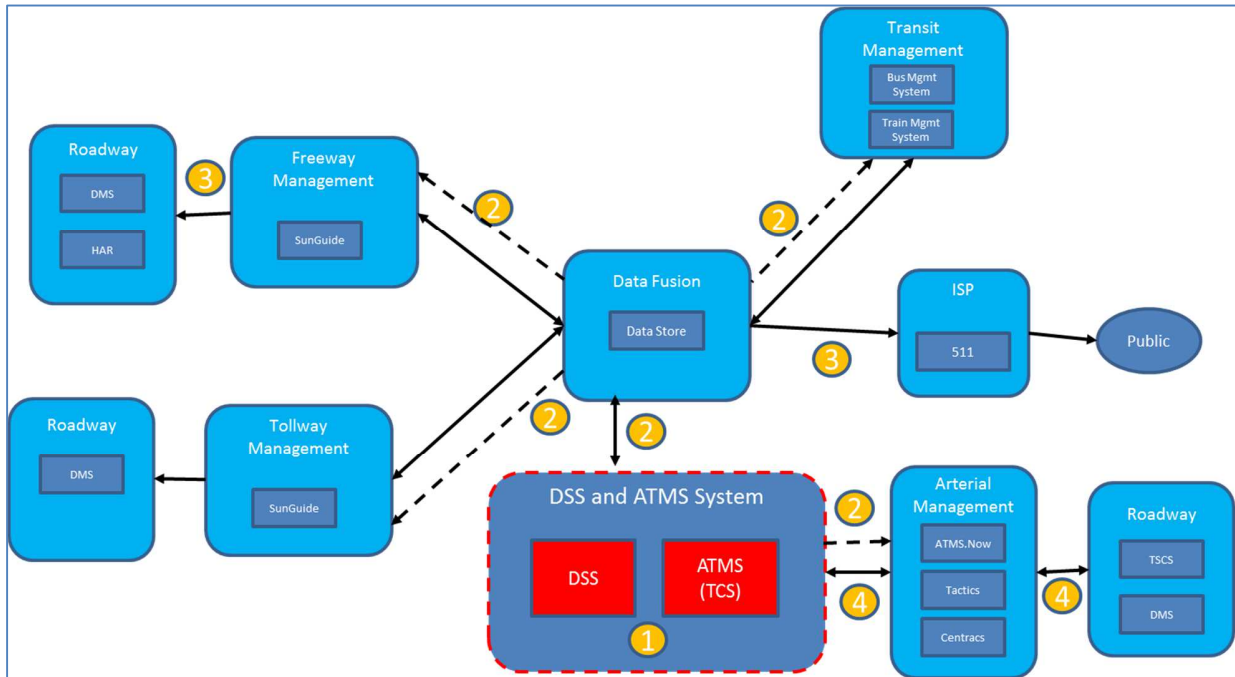 Transit
Management
Bus Mgmt
System
Train Mgmt
System
Roadway
DMS
HAR
3
Freeway
Management
SunGuide
2
2
Data Fusion
Data Store
ISP
511
3
Public
Roadway
DMS
Tollway
Management
SunGuide
2
2
DSS and ATMS System
DSS
ATMS
(TCS)
1
2
4
Arterial
Management
ATMS.Now
Tactics
Centracs
4
Roadway
TSCS
DMS